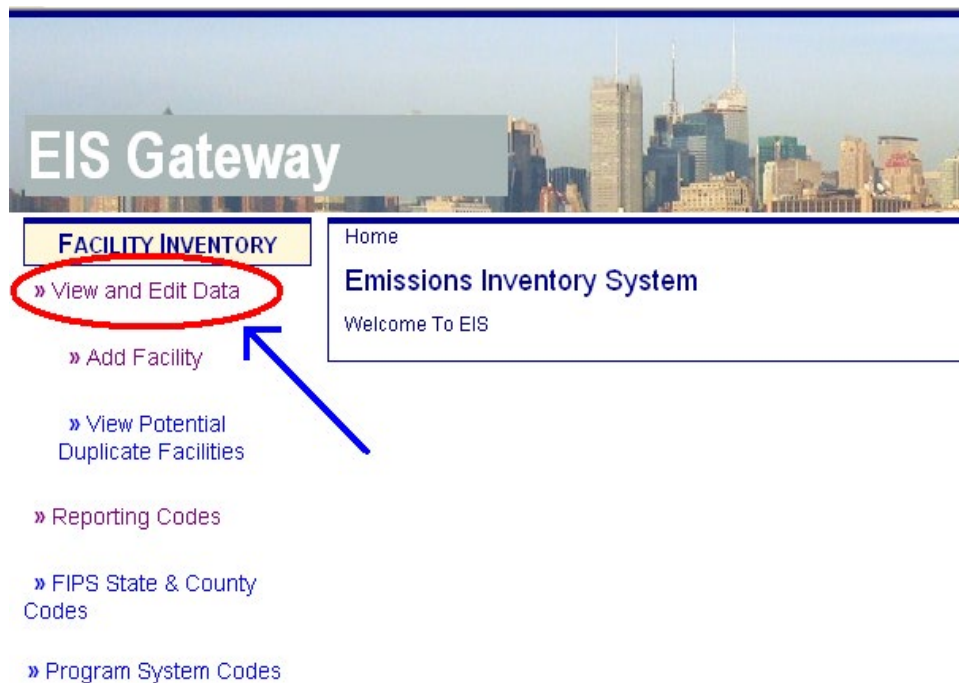 EIS Gateway
FACILITY INVENTORY
» View and Edit Data
» Add Facility
» View Potential
Duplicate Facilities
» Reporting Codes
» FIPS State & County
Codes
» Program System Codes
Home
Emissions Inventory System
Welcome To EIS